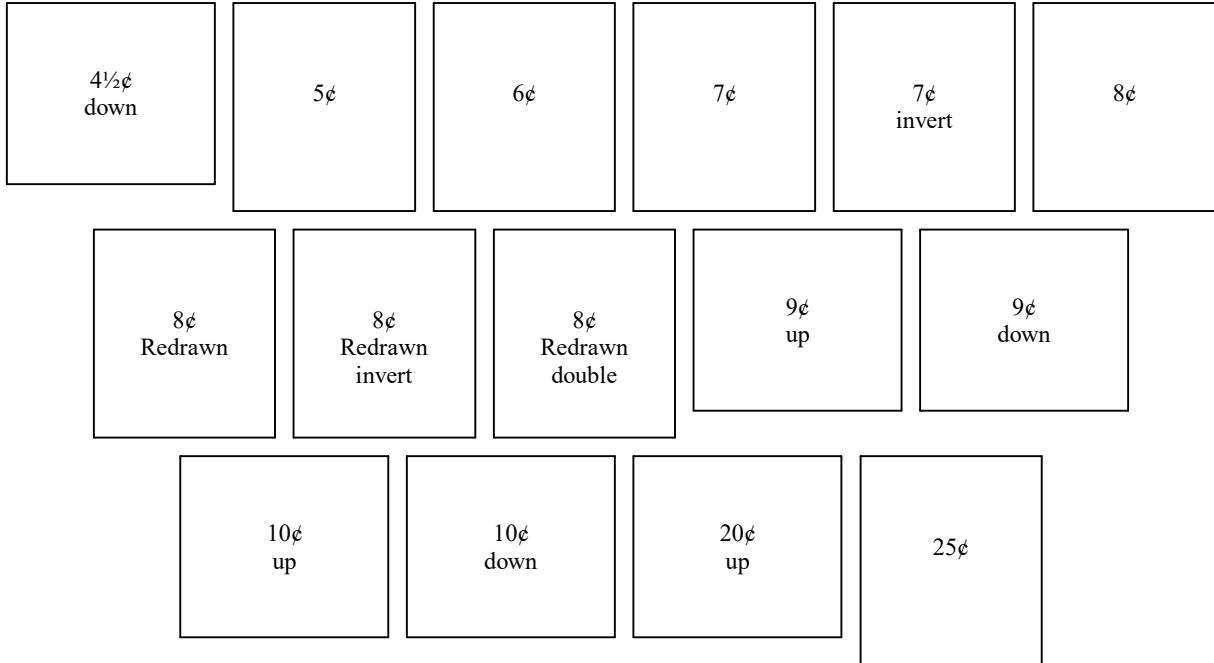 4½¢
down
5¢
6¢
7¢
7¢
invert
8¢
8¢
Redrawn
8¢
Redrawn
invert
8¢
Redrawn
double
9¢
up
9¢
down
10¢
up
10¢
down
20¢
up
25¢